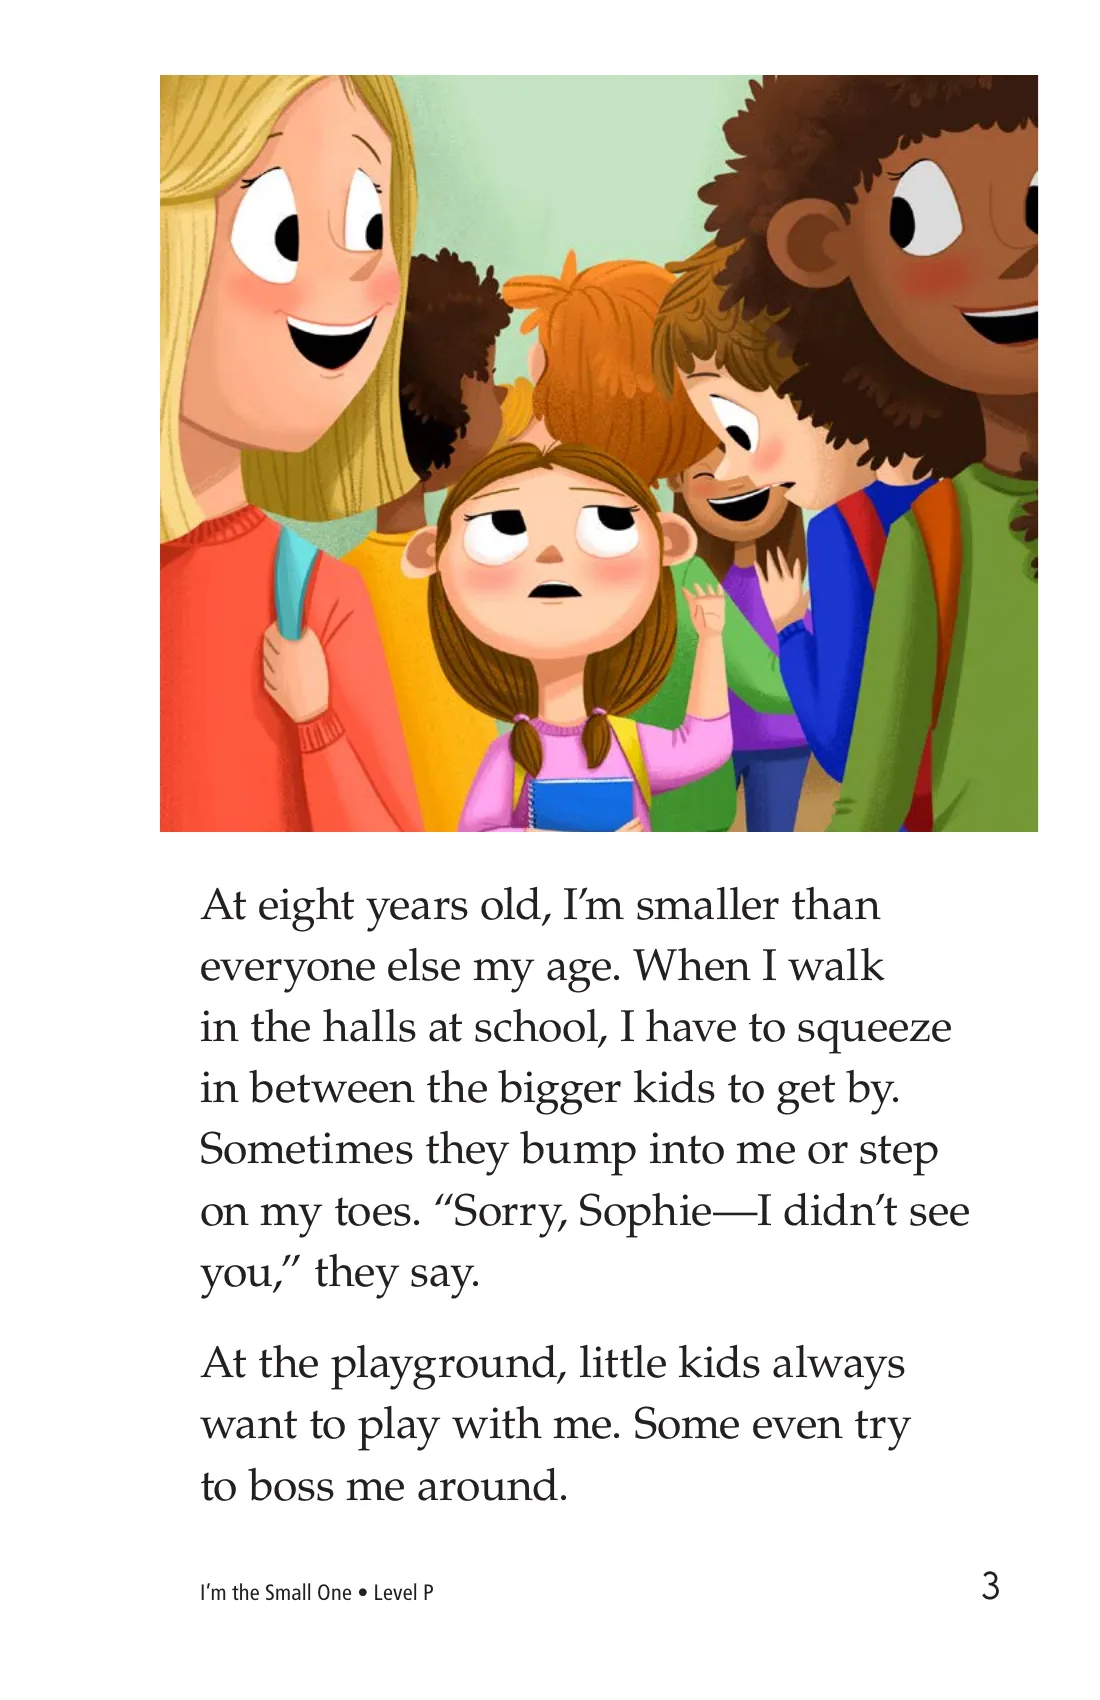 At eight years old, I’m smaller than
everyone else my age. When I walk
in the halls at school, I have to squeeze
in between the bigger kids to get by.
Sometimes they bump into me or step
on my toes. “Sorry, Sophie—I didn’t see
you,” they say.
At the playground, little kids always
want to play with me. Some even try
to boss me around.
I’m the Small One • Level P
3